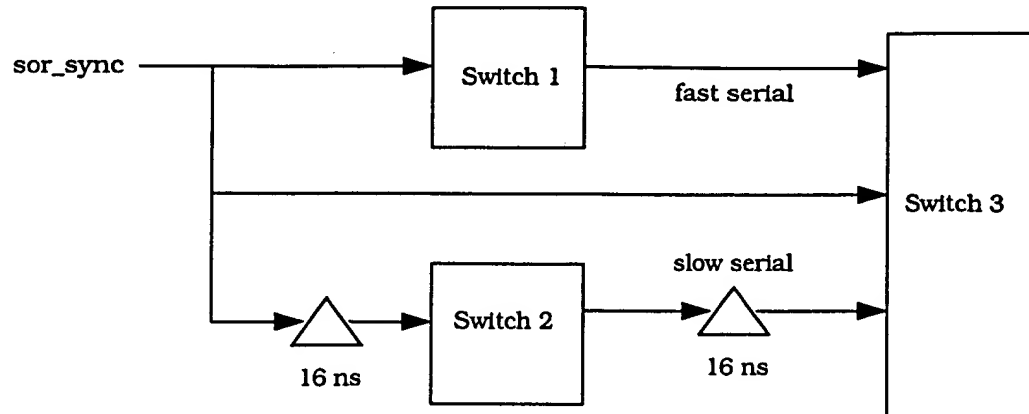 sor_sync
Switch 1
fast serial
Switch 3
slow serial
Switch 2
16 ns
16 ns